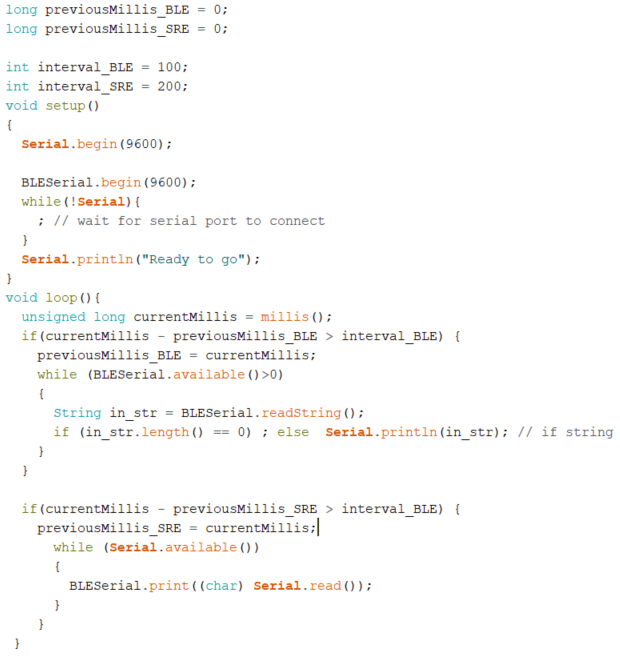 long previousMillis_BLE = 0;
long previousMillis_SRE = 0;

int interval_BLE = 100;
int interval_SRE = 200;
void setup()
{
  Serial.begin(9600);

  BLESerial.begin(9600);
  while(!Serial){
    ; // wait for serial port to connect
  }
  Serial.println("Ready to go");
}
void loop(){
  unsigned long currentMillis = millis();
  if(currentMillis - previousMillis_BLE > interval_BLE) {
    previousMillis_BLE = currentMillis;
    while (BLESerial.available()>0)
    {
      String in_str = BLESerial.readString();
      if (in_str.length() == 0) ; else  Serial.println(in_str); // if string
    }
  }

  if(currentMillis - previousMillis_SRE > interval_BLE) {
    previousMillis_SRE = currentMillis;
      while (Serial.available())
      {
        BLESerial.print((char) Serial.read());
      }
    }
 }